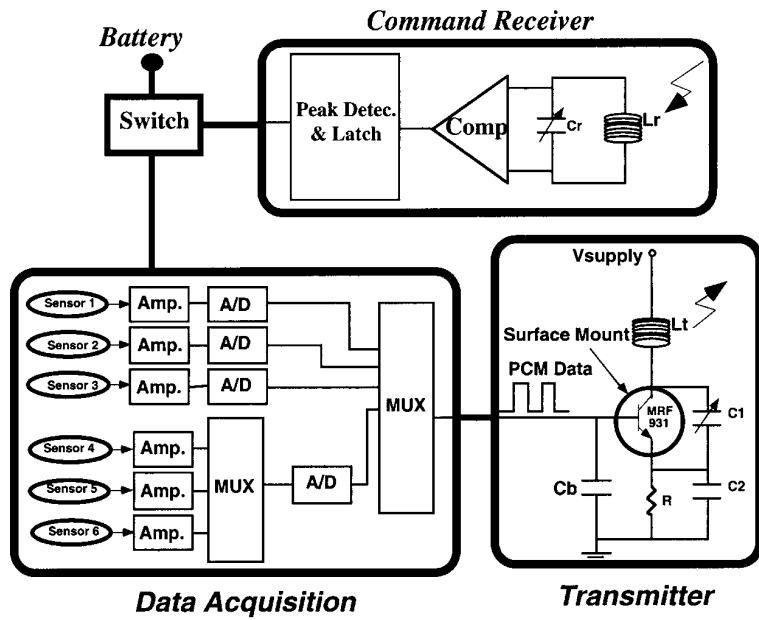 Command Receiver
Battery
Switch
Peak Detec.
& Latch
Comp
Cr
Lr
Sensor 1
Amp.
A/D
Sensor 2
Amp.
A/D
Sensor 3
Amp.
A/D
MUX
Sensor 4
Amp.
Sensor 5
Amp.
MUX
A/D
Sensor 6
Amp.
Data Acquisition
Vsupply
Lt
Surface Mount
PCM Data
MRF
931
C1
Cb
R
C2
Transmitter